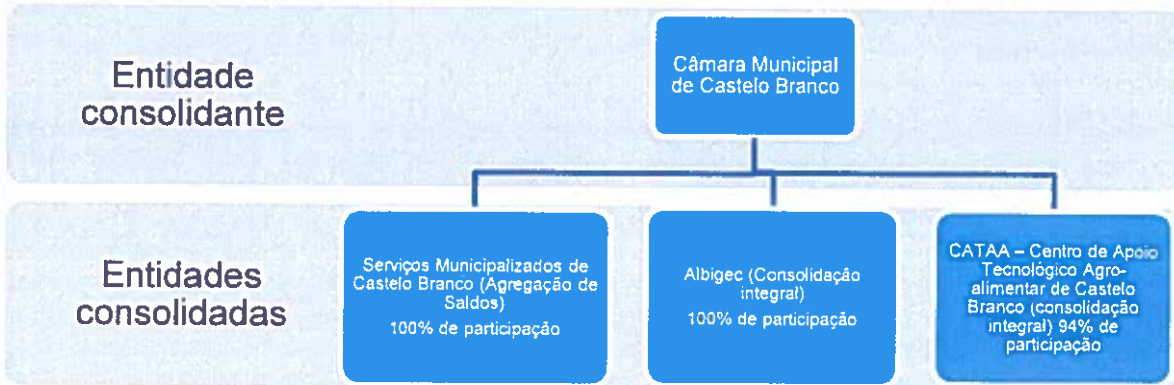 Entidade
consolidante
Câmara Municipal
de Castelo Branco
Entidades
consolidadas
Serviços Municipalizados de
Castelo Branco (Agregação de
Saldos)
100% de participação
Albigec (Consolidação
integral)
100% de participação
CATAA – Centro de Apoio
Tecnológico Agro-
alimentar de Castelo
Branco (consolidação
integral) 94% de
participação